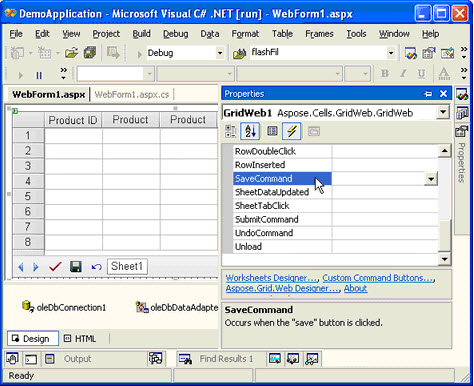 DemoApplication - Microsoft Visual C# .NET [run] - WebForm1.aspx
File Edit View Project Build Debug Data Format Table Frames Tools Window Help
Debug flashFil
B I U
WebForm1.aspx WebForm1.aspx.cs
Product ID Product Product
1
2
3
4
5
6
7
8
Sheet1
oleDbConnection1 oleDbDataAdapte
Design HTML
Properties
GridWeb1 Aspose.Cells.GridWeb.GridWeb
RowDoubleClick
RowInserted
SaveCommand
SheetDataUpdated
SheetTabClick
SubmitCommand
UndoCommand
Unload
Worksheets Designer..., Custom Command Buttons...,
Aspose.Grid.Web Designer..., About
SaveCommand
Occurs when the "save" button is clicked.
Properties
Output Find Results 1
Ready